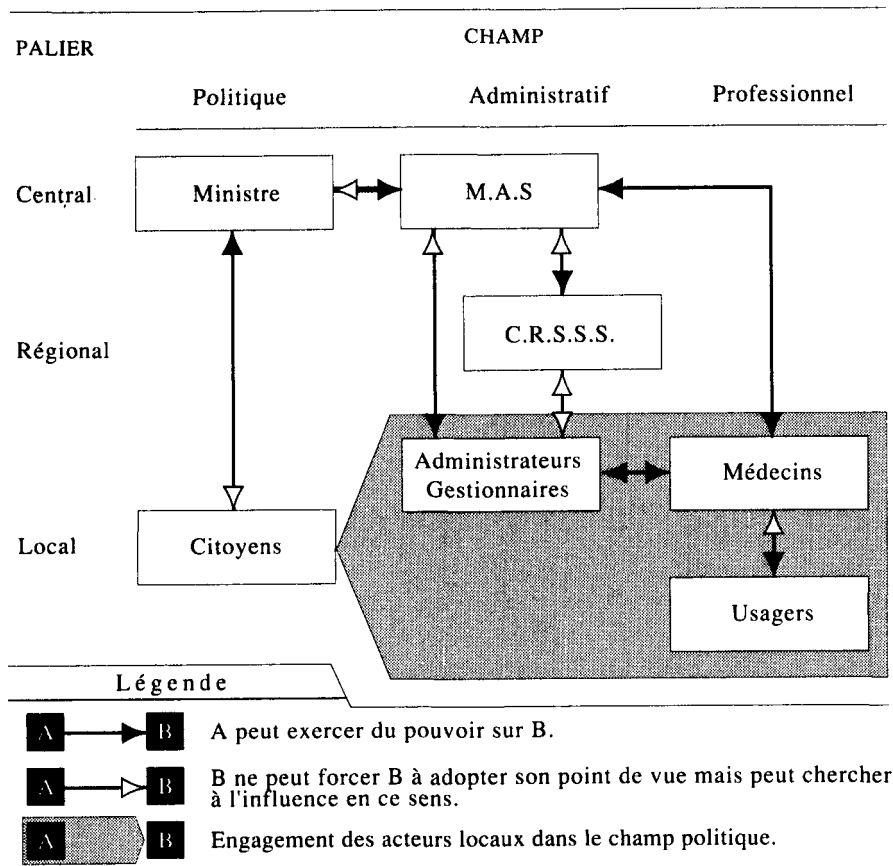 PALIER
CHAMP
Politique
Administratif
Professionnel
Central
Ministre
M.A.S
Régional
C.R.S.S.S.
Administrateurs
Gestionnaires
Médecins
Local
Citoyens
Usagers
Légende
A B A peut exercer du pouvoir sur B.
A B B ne peut forcer B à adopter son point de vue mais peut chercher
à l'influence en ce sens.
A B Engagement des acteurs locaux dans le champ politique.